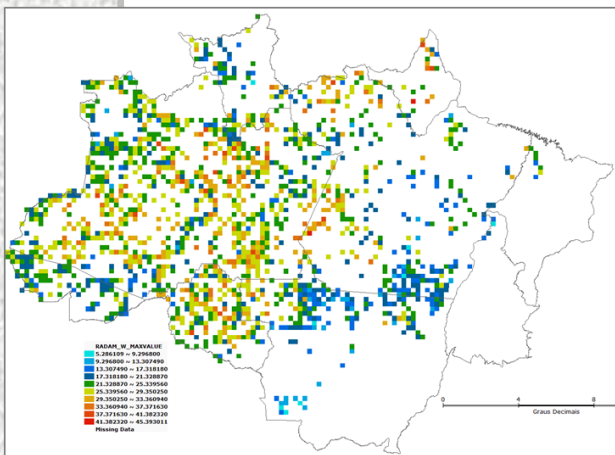 RADAM_W_MAXVALUE
5.286109 ~ 9.296800
9.296800 ~ 13.307490
13.307490 ~ 17.318180
17.318180 ~ 21.328870
21.328870 ~ 25.339560
25.339560 ~ 29.350250
29.350250 ~ 33.360940
33.360940 ~ 37.371630
37.371630 ~ 41.382320
41.382320 ~ 45.393011
Missing Data
0 4 8
Graus Decimais